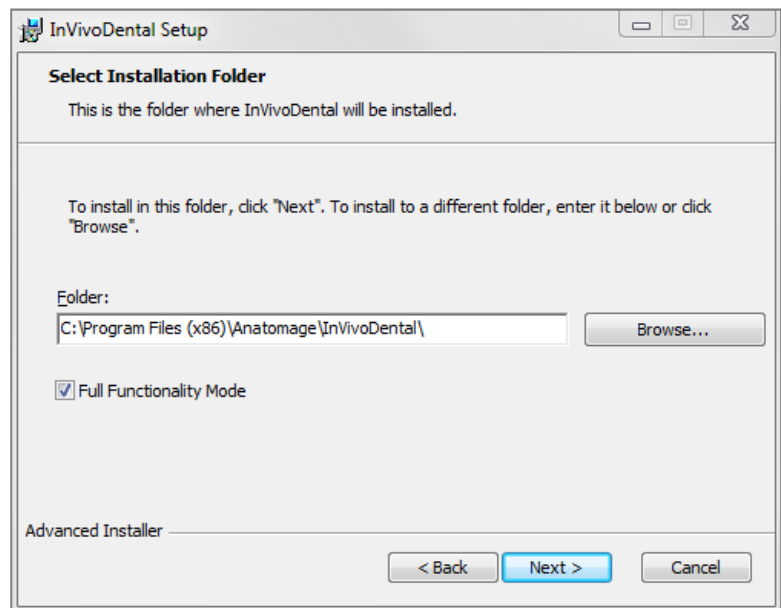 InVivoDental Setup
Select Installation Folder
This is the folder where InVivoDental will be installed.
To install in this folder, click "Next". To install to a different folder, enter it below or click
"Browse".
Folder:
C:\Program Files (x86)\Anatomage\InVivoDental\
Browse...
Full Functionality Mode
Advanced Installer
< Back
Next >
Cancel